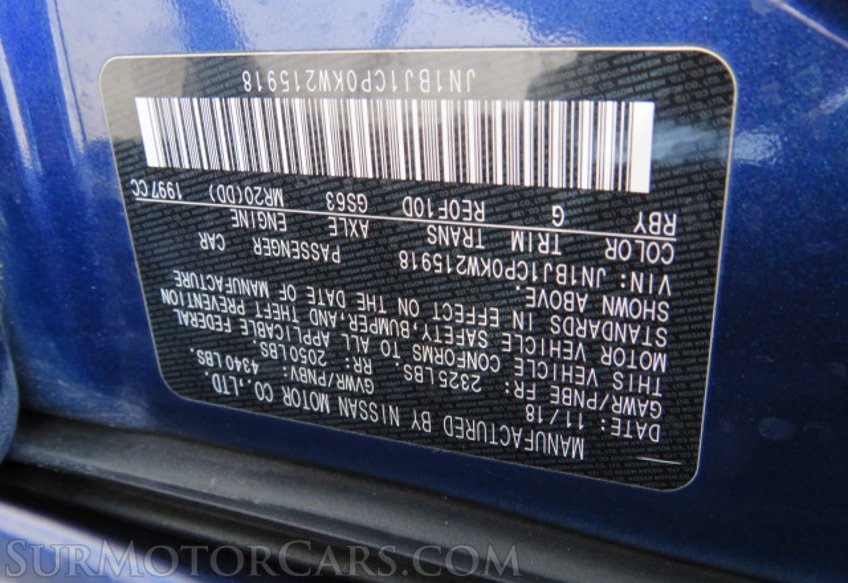 MANUFACTURED BY NISSAN MOTOR CO.,LTD.
DATE: 11/18 GVWR/PNBV: 4340LBS.
GAWR/PNBE FR: 2325LBS RR: 2050LBS
THIS VEHICLE CONFORMS TO ALL APPLICABLE FEDERAL
MOTOR VEHICLE SAFETY,BUMPER,AND THEFT PREVENTION
STANDARDS IN EFFECT ON THE DATE OF MANUFACTURE
SHOWN ABOVE.
VIN: JN1BJ1CP0KW215918 PASSENGER CAR
COLOR TRIM TRANS AXLE ENGINE
RBY G RE0F10D GS63 MR20(DD) 1997CC
JN1BJ1CP0KW215918
SURMOTORCARS.COM